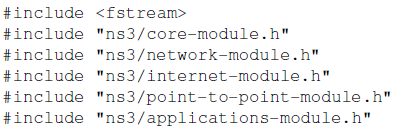 #include <fstream>
#include "ns3/core-module.h"
#include "ns3/network-module.h"
#include "ns3/internet-module.h"
#include "ns3/point-to-point-module.h"
#include "ns3/applications-module.h"